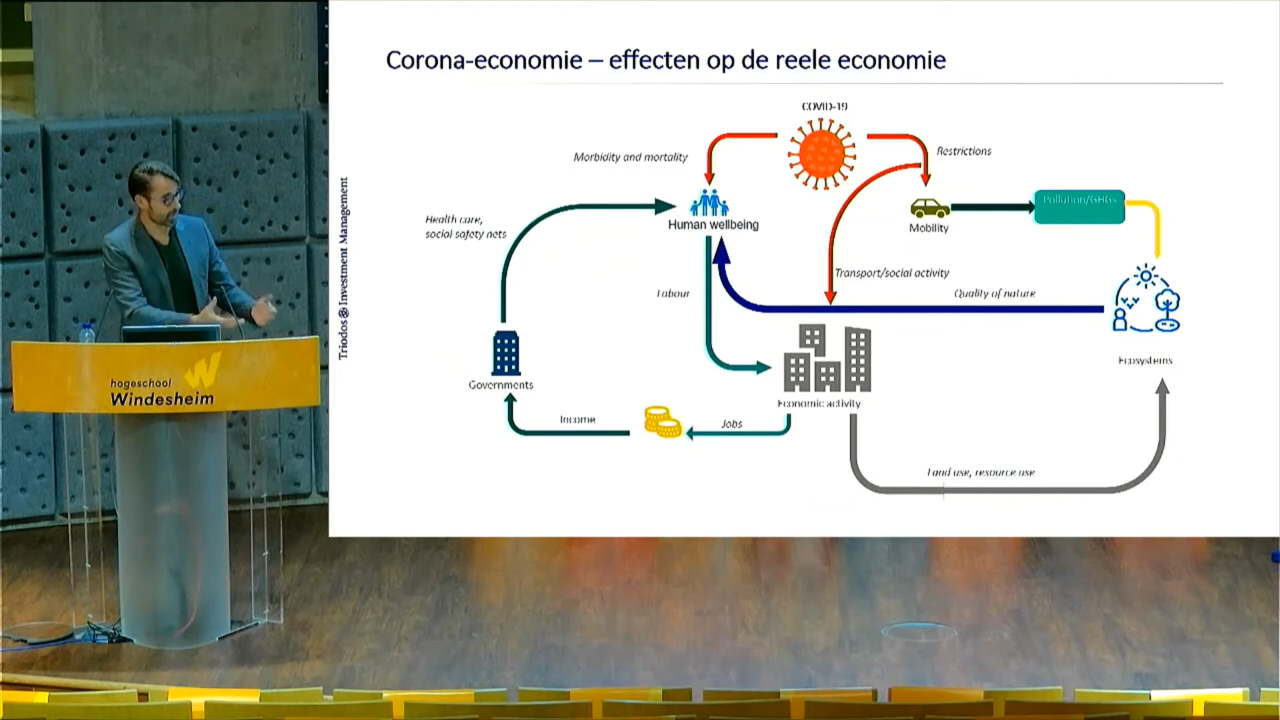 Corona-economie – effecten op de reele economie
COVID-19
Morbidity and mortality
Restrictions
Health care,
social safety nets
Human wellbeing
Mobility
Pollution/GHGs
Transport/social activity
Labour
Quality of nature
Ecosystems
Governments
Economic activity
Income
Jobs
Land use, resource use
Triodos Investment Management
hogeschool
Windesheim